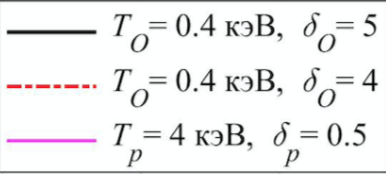 T_O = 0.4 кэВ, δ_O = 5
T_O = 0.4 кэВ, δ_O = 4
T_p = 4 кэВ, δ_p = 0.5